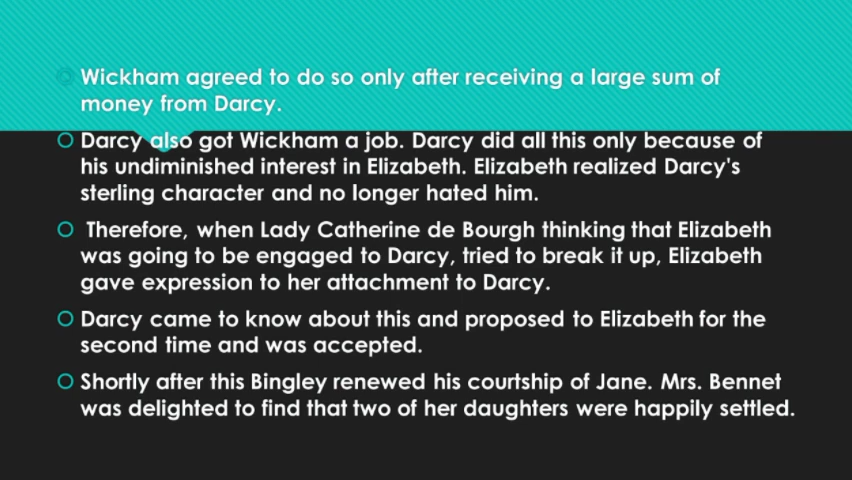 Wickham agreed to do so only after receiving a large sum of
money from Darcy.
Darcy also got Wickham a job. Darcy did all this only because of
his undiminished interest in Elizabeth. Elizabeth realized Darcy's
sterling character and no longer hated him.
Therefore, when Lady Catherine de Bourgh thinking that Elizabeth
was going to be engaged to Darcy, tried to break it up, Elizabeth
gave expression to her attachment to Darcy.
Darcy came to know about this and proposed to Elizabeth for the
second time and was accepted.
Shortly after this Bingley renewed his courtship of Jane. Mrs. Bennet
was delighted to find that two of her daughters were happily settled.